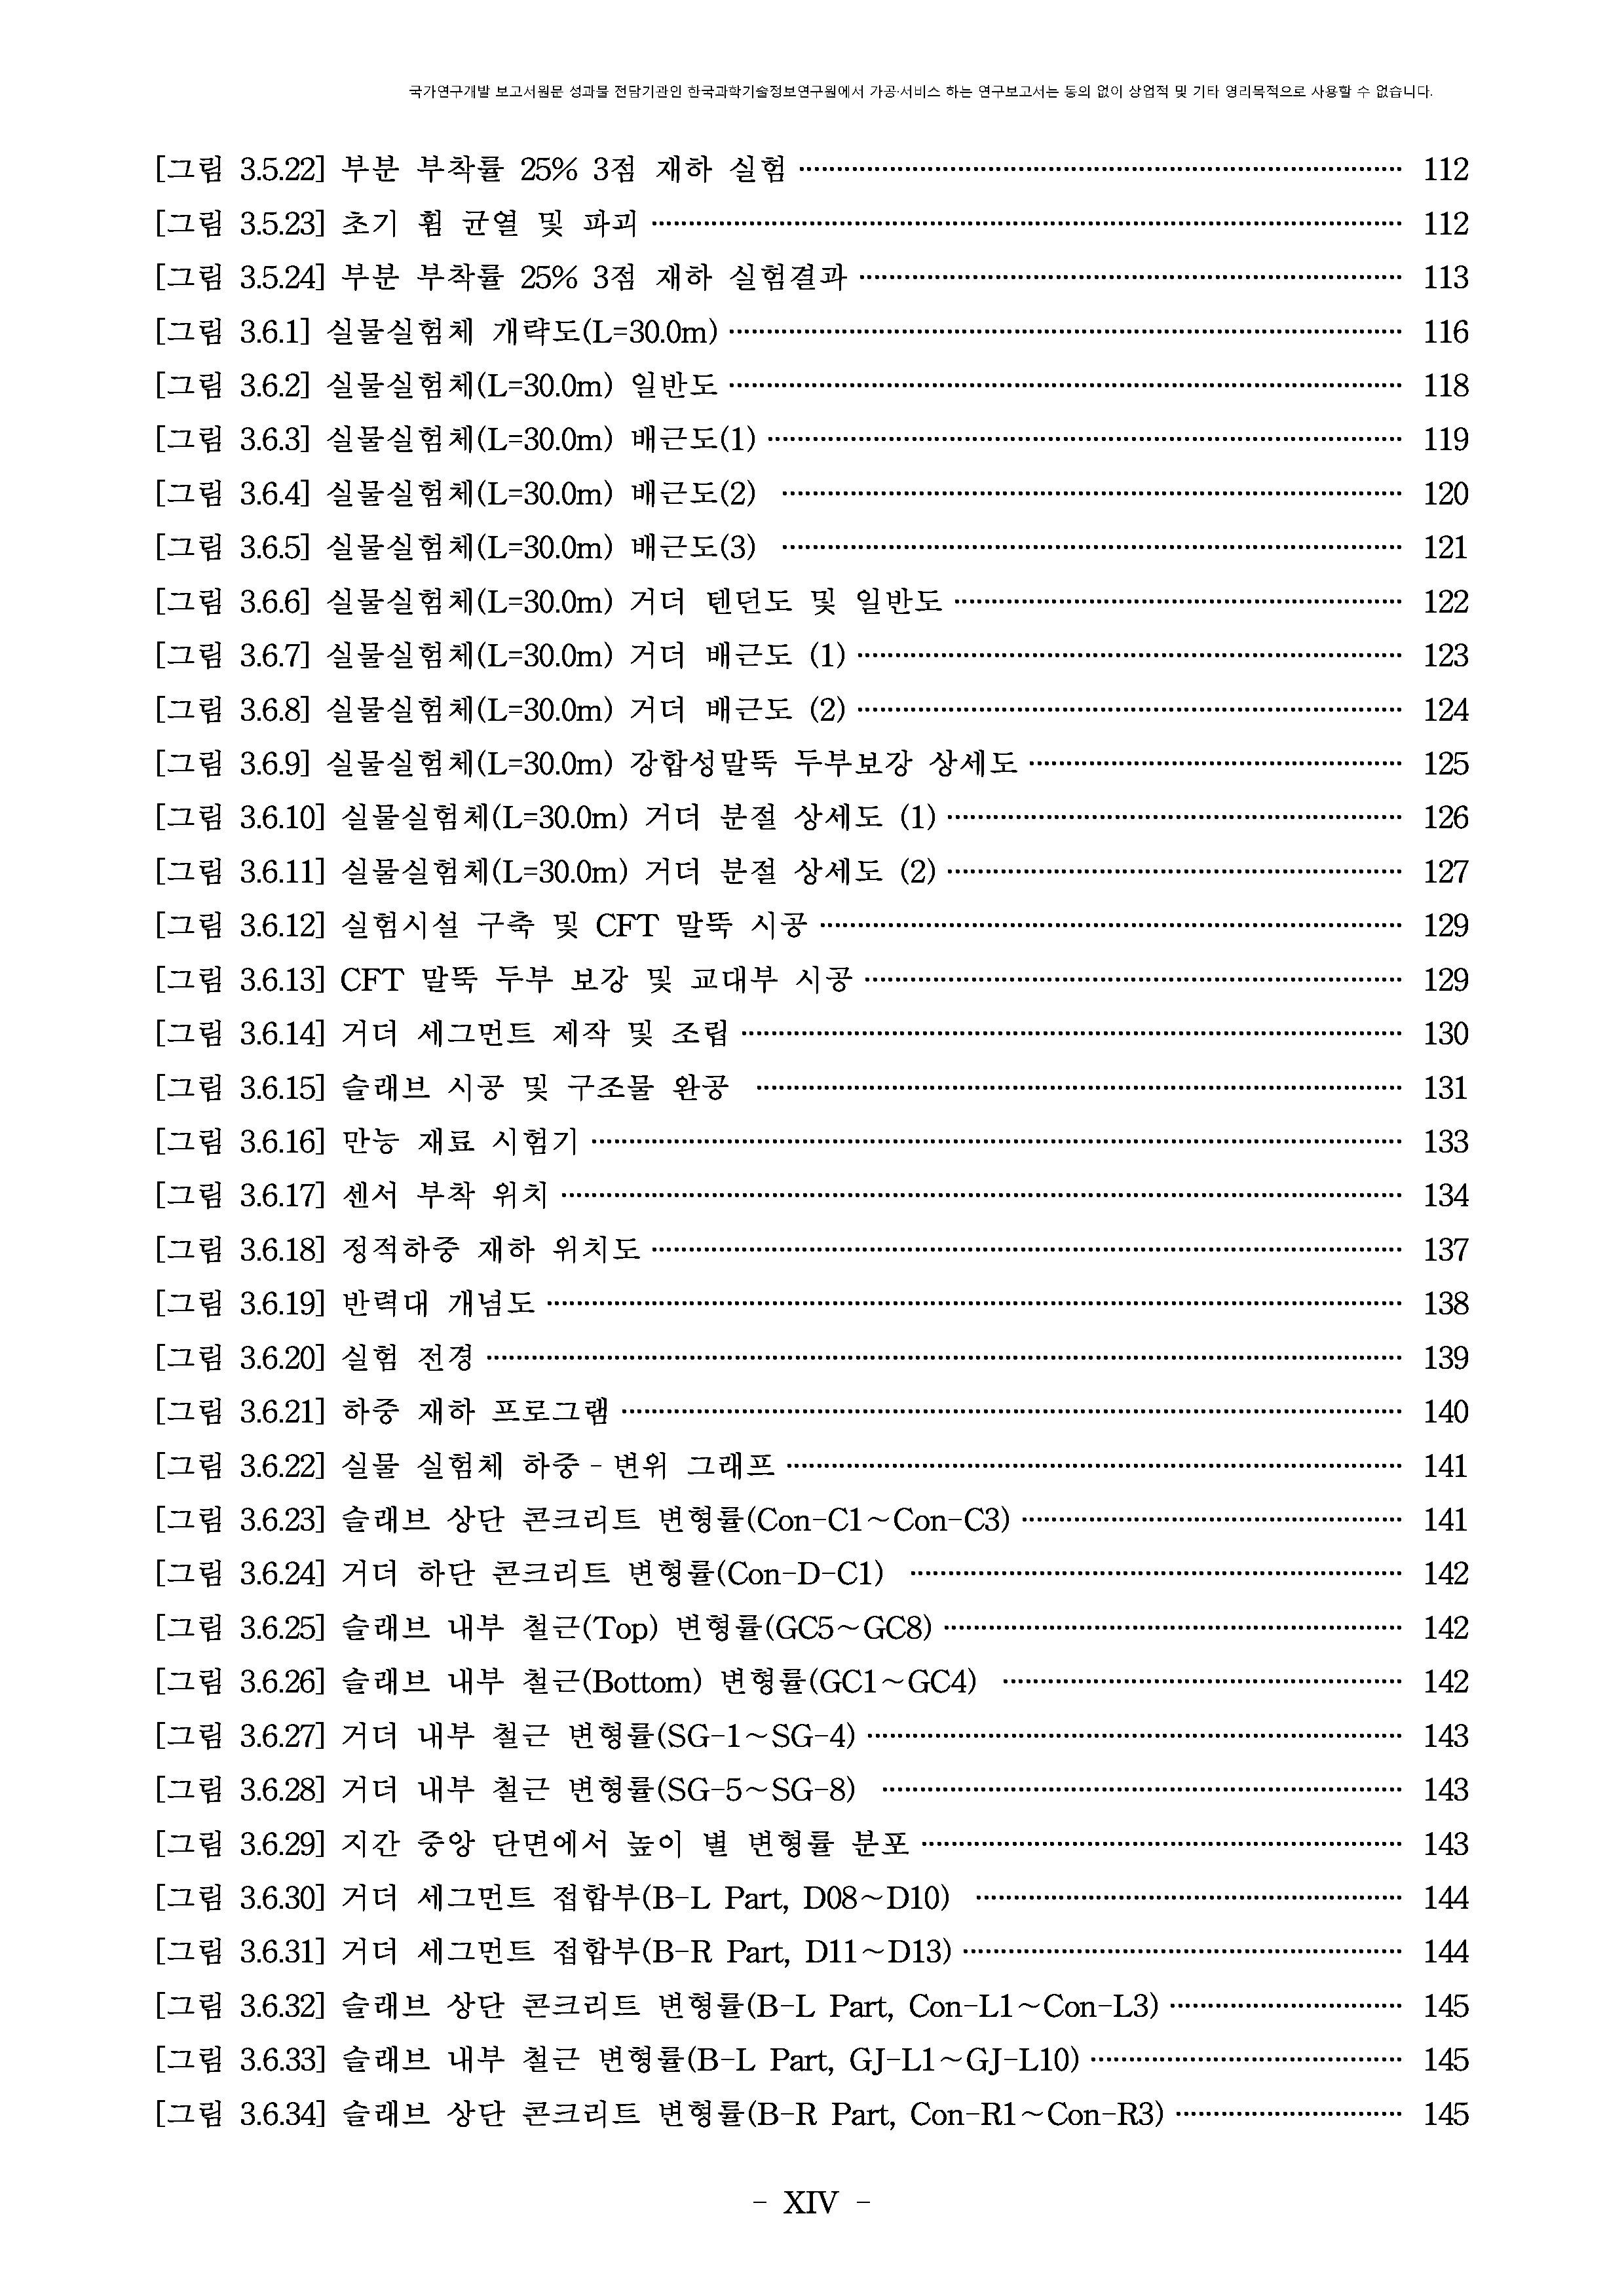 국가연구개발 보고서원문 성과물 전담기관인 한국과학기술정보연구원에서 가공·서비스 하는 연구보고서는 동의 없이 상업적 및 기타 영리목적으로 사용할 수 없습니다.
[그림 3.5.22] 부분 부착률 25% 3점 재하 실험 ···· 112
[그림 3.5.23] 초기 휨 균열 및 파괴 ···· 112
[그림 3.5.24] 부분 부착률 25% 3점 재하 실험결과 ···· 113
[그림 3.6.1] 실물실험체 개략도(L=30.0m) ···· 116
[그림 3.6.2] 실물실험체(L=30.0m) 일반도 ···· 118
[그림 3.6.3] 실물실험체(L=30.0m) 배근도(1) ···· 119
[그림 3.6.4] 실물실험체(L=30.0m) 배근도(2) ···· 120
[그림 3.6.5] 실물실험체(L=30.0m) 배근도(3) ···· 121
[그림 3.6.6] 실물실험체(L=30.0m) 거더 텐던도 및 일반도 ···· 122
[그림 3.6.7] 실물실험체(L=30.0m) 거더 배근도 (1) ···· 123
[그림 3.6.8] 실물실험체(L=30.0m) 거더 배근도 (2) ···· 124
[그림 3.6.9] 실물실험체(L=30.0m) 강합성말뚝 두부보강 상세도 ···· 125
[그림 3.6.10] 실물실험체(L=30.0m) 거더 분절 상세도 (1) ···· 126
[그림 3.6.11] 실물실험체(L=30.0m) 거더 분절 상세도 (2) ···· 127
[그림 3.6.12] 실험시설 구축 및 CFT 말뚝 시공 ···· 129
[그림 3.6.13] CFT 말뚝 두부 보강 및 교대부 시공 ···· 129
[그림 3.6.14] 거더 세그먼트 제작 및 조립 ···· 130
[그림 3.6.15] 슬래브 시공 및 구조물 완공 ···· 131
[그림 3.6.16] 만능 재료 시험기 ···· 133
[그림 3.6.17] 센서 부착 위치 ···· 134
[그림 3.6.18] 정적하중 재하 위치도 ···· 137
[그림 3.6.19] 반력대 개념도 ···· 138
[그림 3.6.20] 실험 전경 ···· 139
[그림 3.6.21] 하중 재하 프로그램 ···· 140
[그림 3.6.22] 실물 실험체 하중 - 변위 그래프 ···· 141
[그림 3.6.23] 슬래브 상단 콘크리트 변형률(Con-C1~Con-C3) ···· 141
[그림 3.6.24] 거더 하단 콘크리트 변형률(Con-D-C1) ···· 142
[그림 3.6.25] 슬래브 내부 철근(Top) 변형률(GC5~GC8) ···· 142
[그림 3.6.26] 슬래브 내부 철근(Bottom) 변형률(GC1~GC4) ···· 142
[그림 3.6.27] 거더 내부 철근 변형률(SG-1~SG-4) ···· 143
[그림 3.6.28] 거더 내부 철근 변형률(SG-5~SG-8) ···· 143
[그림 3.6.29] 지간 중앙 단면에서 높이 별 변형률 분포 ···· 143
[그림 3.6.30] 거더 세그먼트 접합부(B-L Part, D08~D10) ···· 144
[그림 3.6.31] 거더 세그먼트 접합부(B-R Part, D11~D13) ···· 144
[그림 3.6.32] 슬래브 상단 콘크리트 변형률(B-L Part, Con-L1~Con-L3) ···· 145
[그림 3.6.33] 슬래브 내부 철근 변형률(B-L Part, GJ-L1~GJ-L10) ···· 145
[그림 3.6.34] 슬래브 상단 콘크리트 변형률(B-R Part, Con-R1~Con-R3) ···· 145
- XIV -